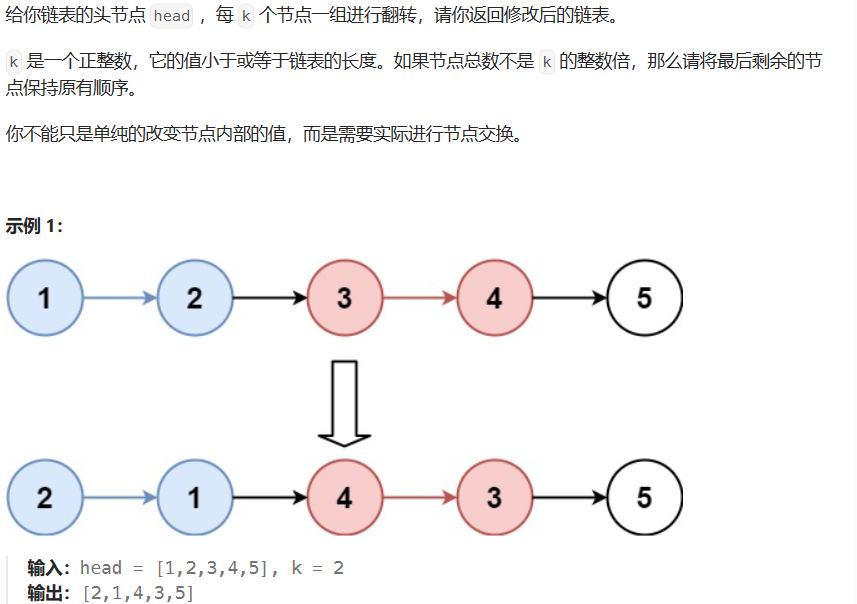 给你链表的头节点 head ，每 k 个节点一组进行翻转，请你返回修改后的链表。
k 是一个正整数，它的值小于或等于链表的长度。如果节点总数不是 k 的整数倍，那么请将最后剩余的节
点保持原有顺序。
你不能只是单纯的改变节点内部的值，而是需要实际进行节点交换。
示例 1：
1 2 3 4 5
2 1 4 3 5
输入：head = [1,2,3,4,5], k = 2
输出：[2,1,4,3,5]